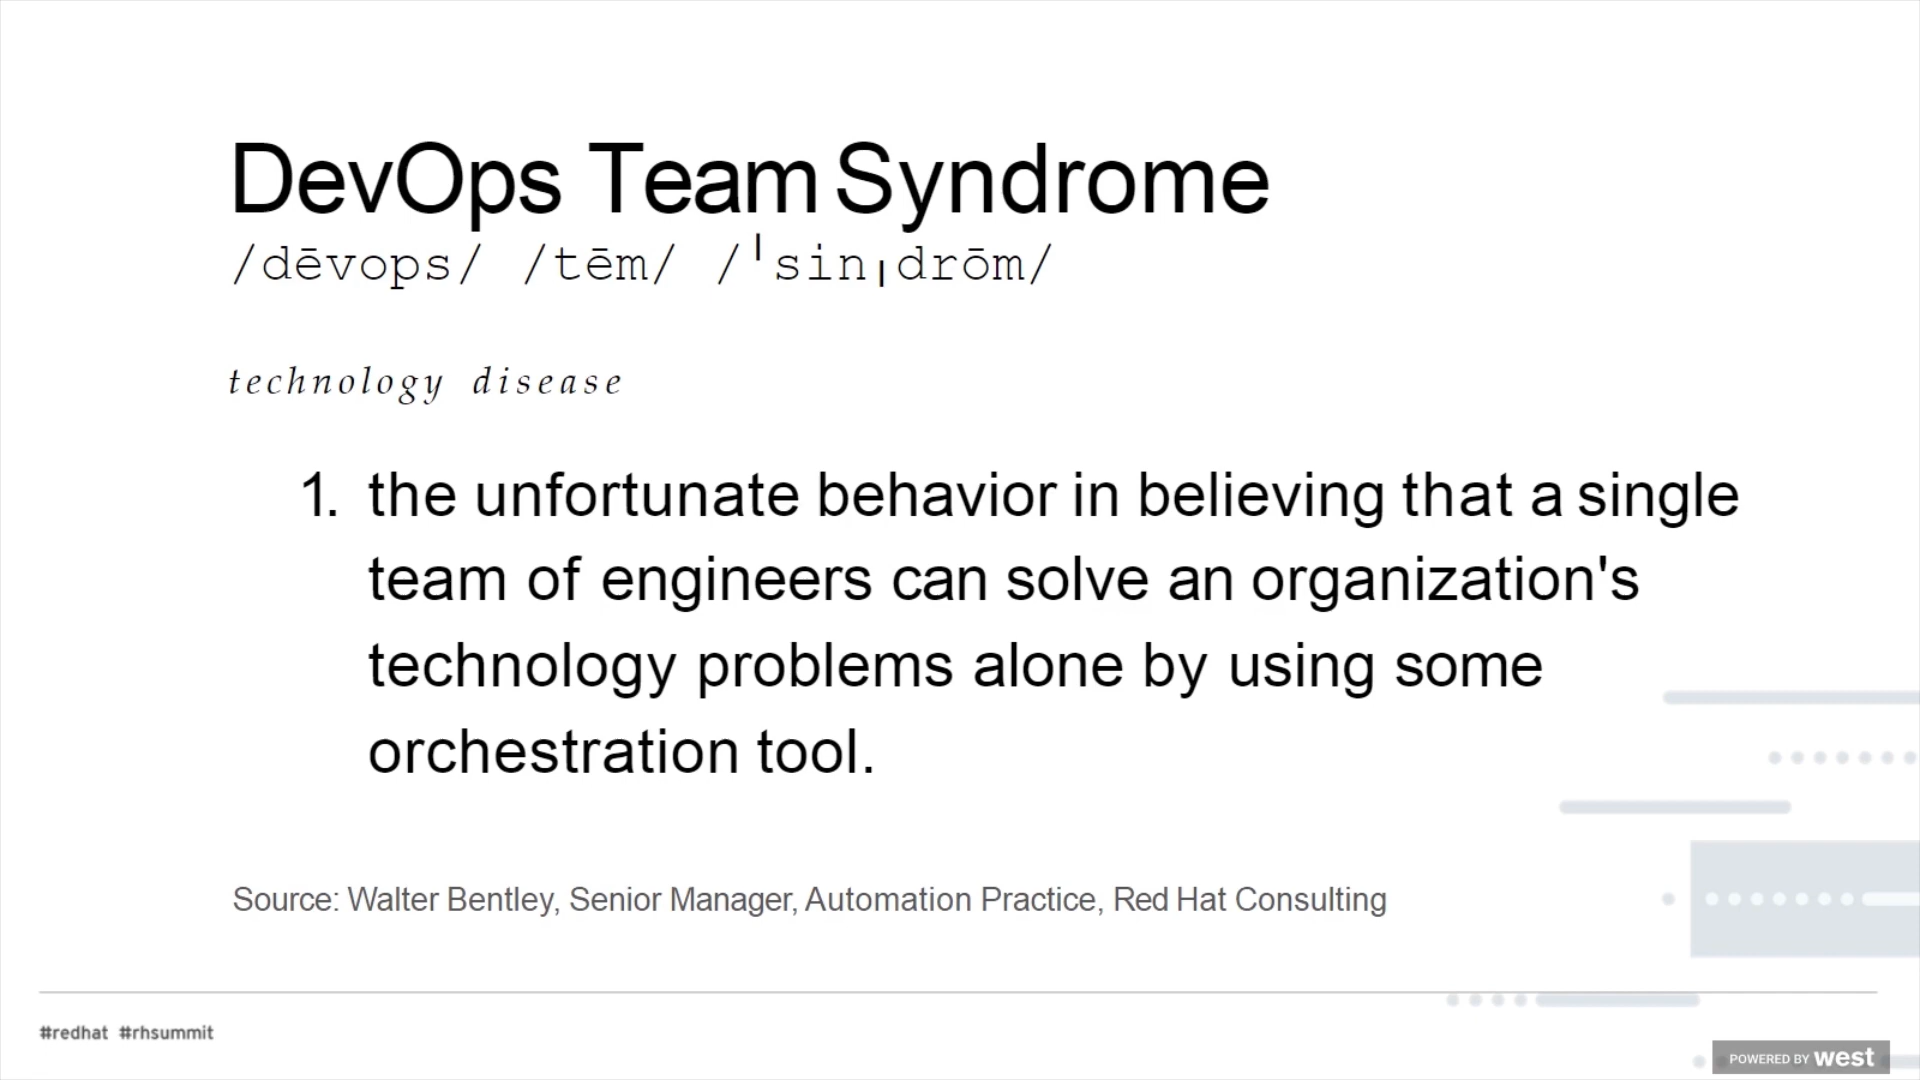 DevOps Team Syndrome
/dēvops/ /tēm/ /ˈsinˌdrōm/
technology disease
1. the unfortunate behavior in believing that a single
team of engineers can solve an organization's
technology problems alone by using some
orchestration tool.
Source: Walter Bentley, Senior Manager, Automation Practice, Red Hat Consulting
#redhat #rhsummit
POWERED BY west